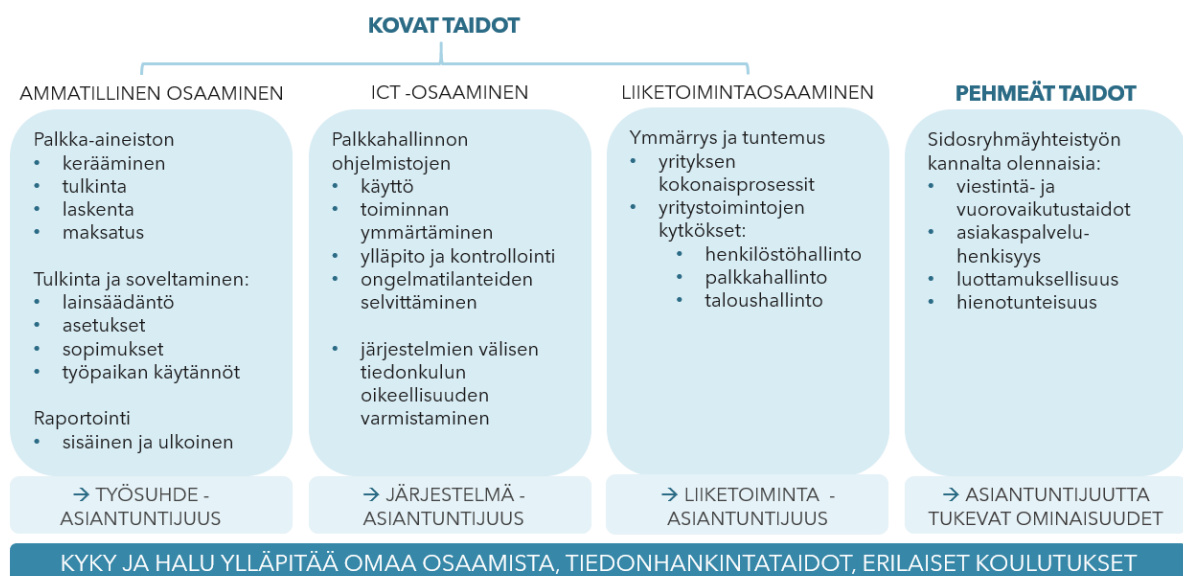 KOVAT TAIDOT
AMMATILLINEN OSAAMINEN
Palkka-aineiston
• kerääminen
• tulkinta
• laskenta
• maksatus
Tulkinta ja soveltaminen:
• lainsäädäntö
• asetukset
• sopimukset
• työpaikan käytännöt
Raportointi
• sisäinen ja ulkoinen
→ TYÖSUHDE -
ASIANTUNTIJUUS
ICT -OSAAMINEN
Palkkahallinnon
ohjelmistojen
• käyttö
• toiminnan
ymmärtäminen
• ylläpito ja kontrollointi
• ongelmatilanteiden
selvittäminen
• järjestelmien välisen
tiedonkulun
oikeellisuuden
varmistaminen
→ JÄRJESTELMÄ -
ASIANTUNTIJUUS
LIIKETOIMINTAOSAAMINEN
Ymmärrys ja tuntemus
• yrityksen
kokonaisprosessit
• yritystoimintojen
kytkökset:
• henkilöstöhallinto
• palkkahallinto
• taloushallinto
→ LIIKETOIMINTA -
ASIANTUNTIJUUS
PEHMEÄT TAIDOT
Sidosryhmäyhteistyön
kannalta olennaisia:
• viestintä- ja
vuorovaikutustaidot
• asiakaspalvelu-
henkisyys
• luottamuksellisuus
• hienotunteisuus
→ ASIANTUNTIJUUTTA
TUKEVAT OMINAISUUDET
KYKY JA HALU YLLÄPITÄÄ OMAA OSAAMISTA, TIEDONHANKINTATAIDOT, ERILAISET KOULUTUKSET